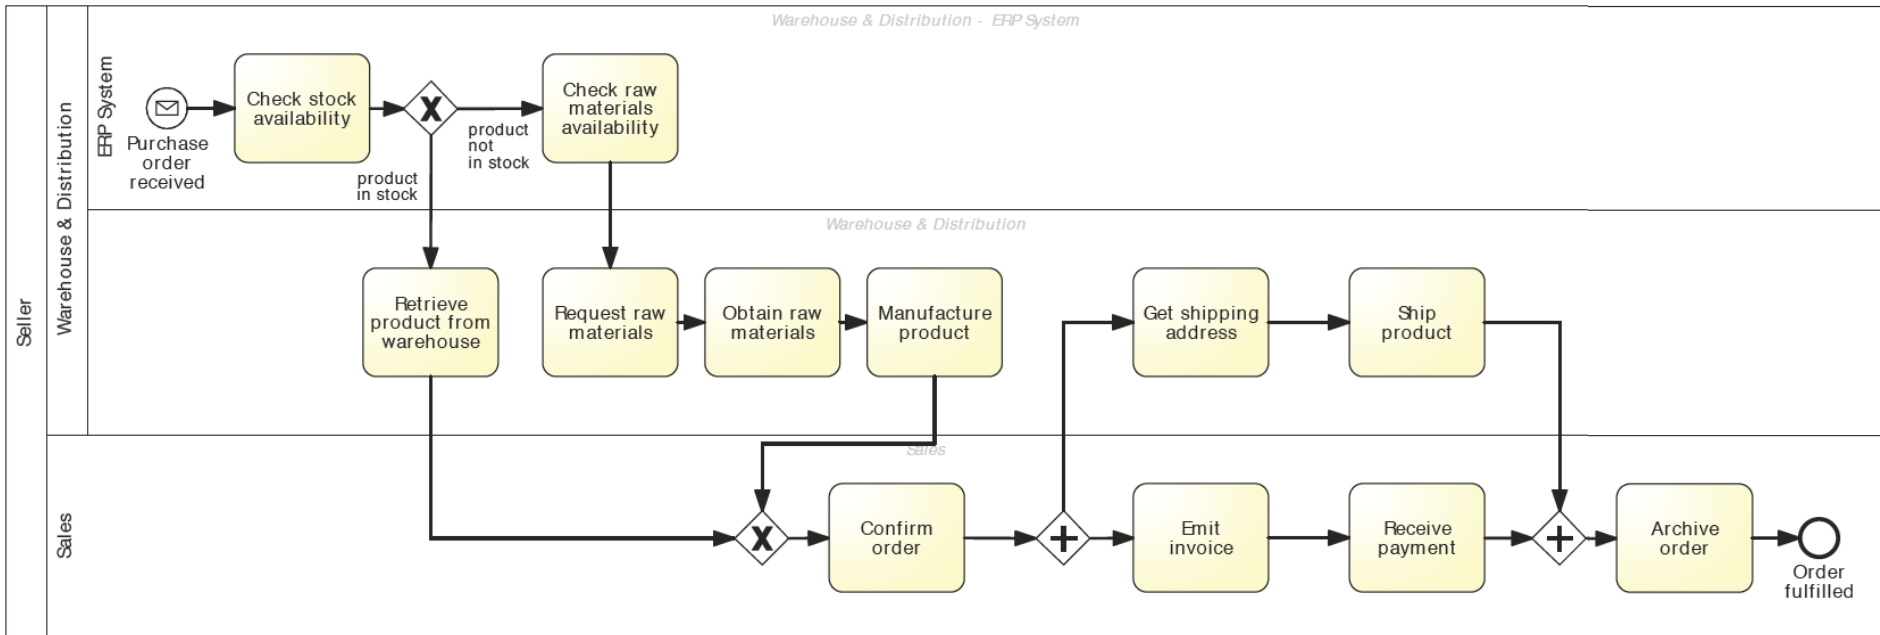 Warehouse & Distribution - ERP System
Seller
Warehouse & Distribution
ERP System
Purchase
order
received
Check stock
availability
product
not
in stock
product
in stock
Check raw
materials
availability
Warehouse & Distribution
Retrieve
product from
warehouse
Request raw
materials
Obtain raw
materials
Manufacture
product
Get shipping
address
Ship
product
Sales
Sales
Confirm
order
Emit
invoice
Receive
payment
Archive
order
Order
fulfilled